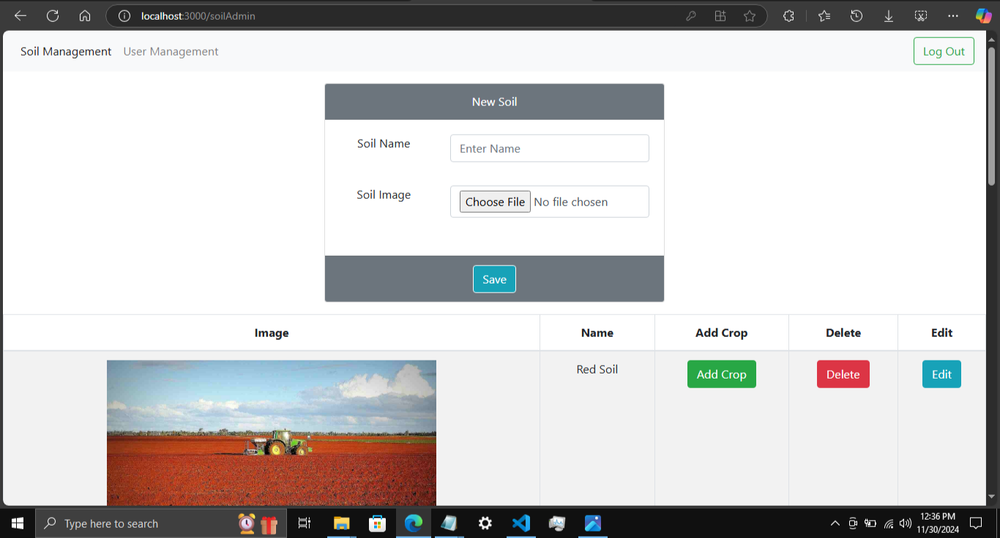 localhost:3000/soilAdmin
Soil Management User Management Log Out
New Soil
Soil Name Enter Name
Soil Image Choose File No file chosen
Save
Image Name Add Crop Delete Edit
Red Soil Add Crop Delete Edit
Type here to search
12:36 PM
11/30/2024